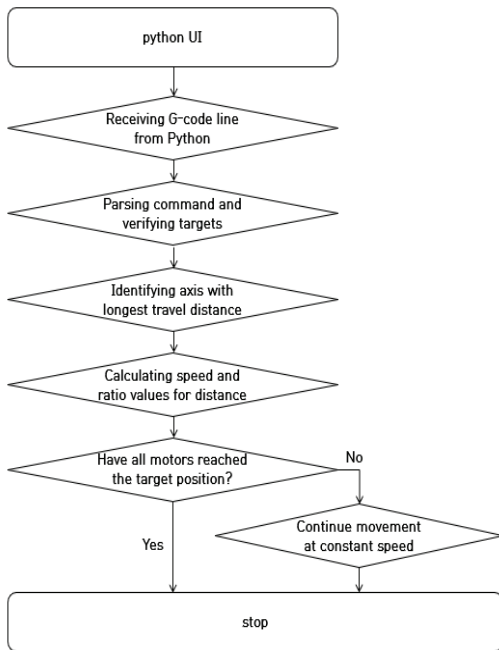 python UI
Receiving G-code line
from Python
Parsing command and
verifying targets
Identifying axis with
longest travel distance
Calculating speed and
ratio values for distance
Have all motors reached
the target position?
No
Yes
Continue movement
at constant speed
stop